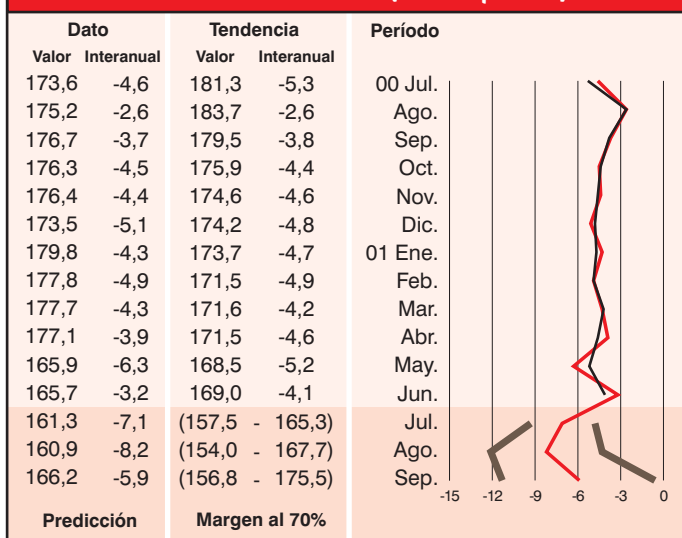 Dato Tendencia Período
Valor Interanual Valor Interanual
173,6 -4,6 181,3 -5,3 00 Jul.
175,2 -2,6 183,7 -2,6 Ago.
176,7 -3,7 179,5 -3,8 Sep.
176,3 -4,5 175,9 -4,4 Oct.
176,4 -4,4 174,6 -4,6 Nov.
173,5 -5,1 174,2 -4,8 Dic.
179,8 -4,3 173,7 -4,7 01 Ene.
177,8 -4,9 171,5 -4,9 Feb.
177,7 -4,3 171,6 -4,2 Mar.
177,1 -3,9 171,5 -4,6 Abr.
165,9 -6,3 168,5 -5,2 May.
165,7 -3,2 169,0 -4,1 Jun.
161,3 -7,1 (157,5 - 165,3) Jul.
160,9 -8,2 (154,0 - 167,7) Ago.
166,2 -5,9 (156,8 - 175,5) Sep.
-15 -12 -9 -6 -3 0
Predicción Margen al 70%